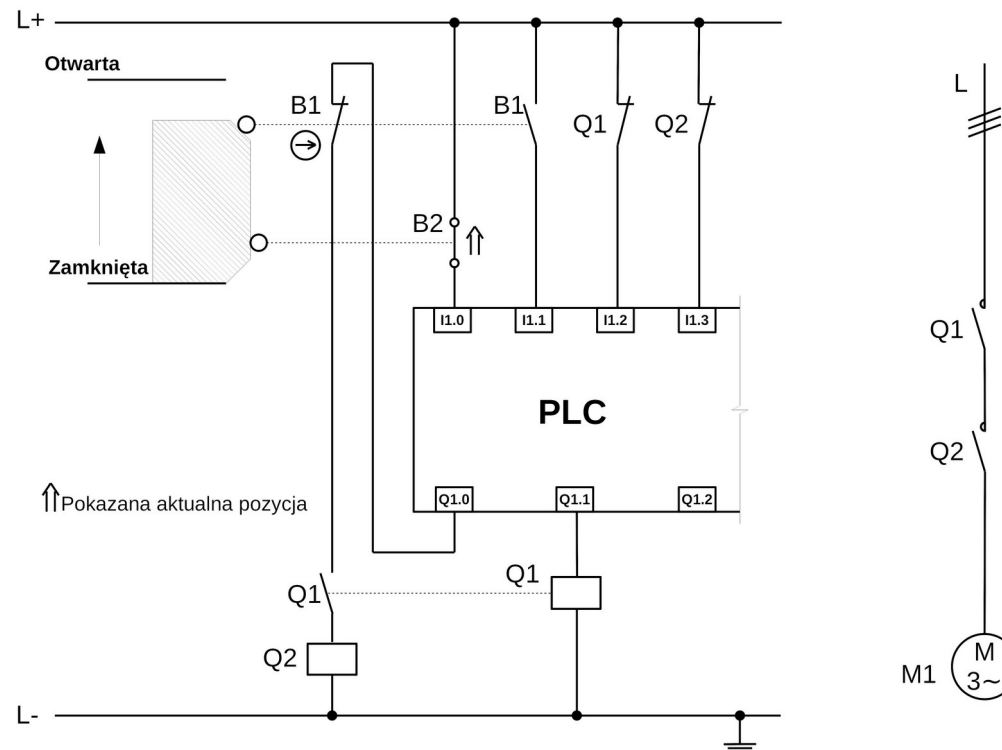 L+
Otwarta
B1
B1
Q1
Q2
L
B2
Zamknięta
I1.0
I1.1
I1.2
I1.3
Q1
PLC
Q2
Q1.0
Q1.1
Q1.2
Pokazana aktualna pozycja
Q1
Q1
Q2
M1
M
3~
L-